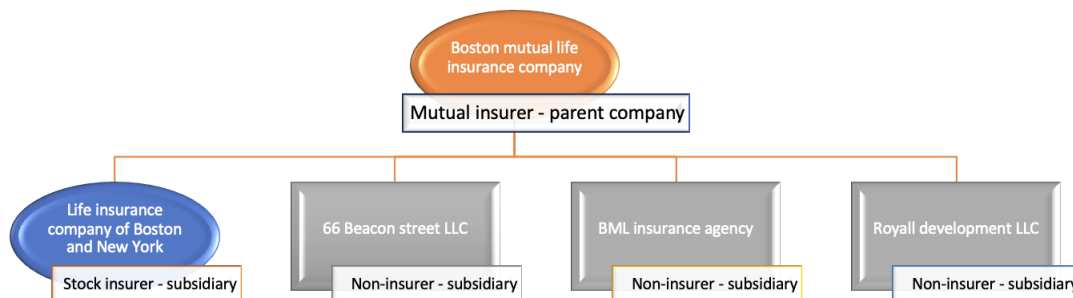 Boston mutual life
insurance company
Mutual insurer - parent company
Life insurance
company of Boston
and New York
Stock insurer - subsidiary
66 Beacon street LLC
Non-insurer - subsidiary
BML insurance agency
Non-insurer - subsidiary
Royall development LLC
Non-insurer - subsidiary